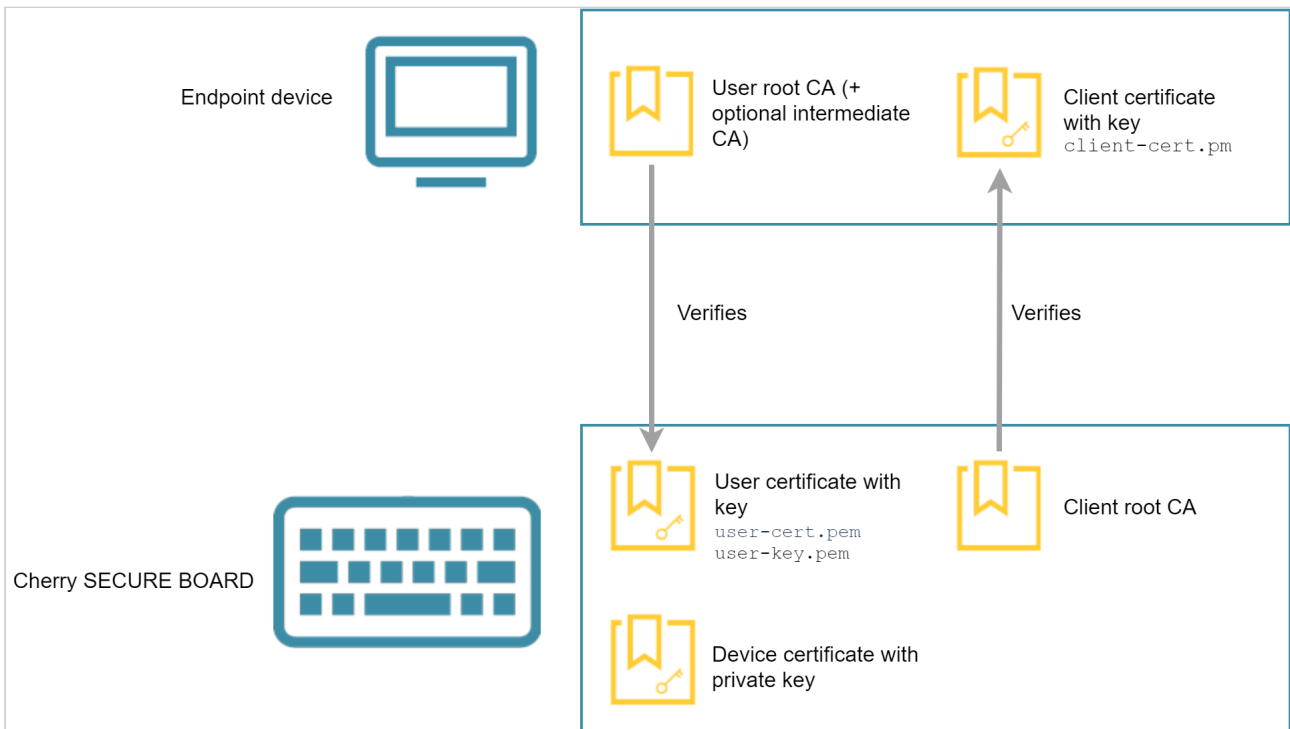 Endpoint device
User root CA (+
optional intermediate
CA)
Client certificate
with key
client-cert.pm
Verifies
Verifies
Cherry SECURE BOARD
User certificate with
key
user-cert.pem
user-key.pem
Client root CA
Device certificate with
private key